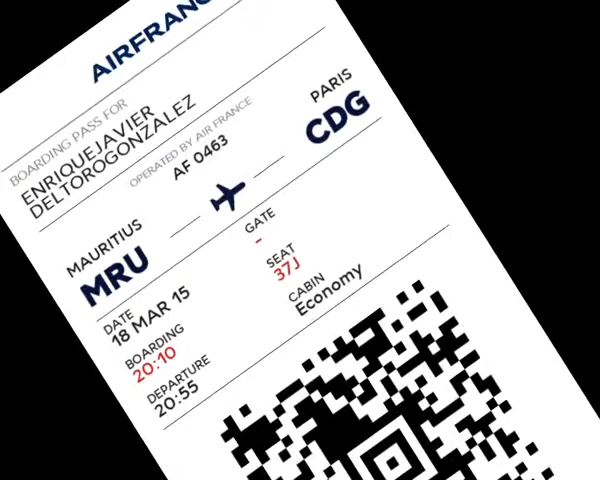 AIRFRANC
BOARDING PASS FOR
ENRIQUEJAVIER
DELTOROGONZALEZ
OPERATED BY AIR FRANCE
AF 0463
MAURITIUS
MRU
PARIS
CDG
DATE
18 MAR 15
BOARDING
20:10
DEPARTURE
20:55
GATE
-
SEAT
37J
CABIN
Economy